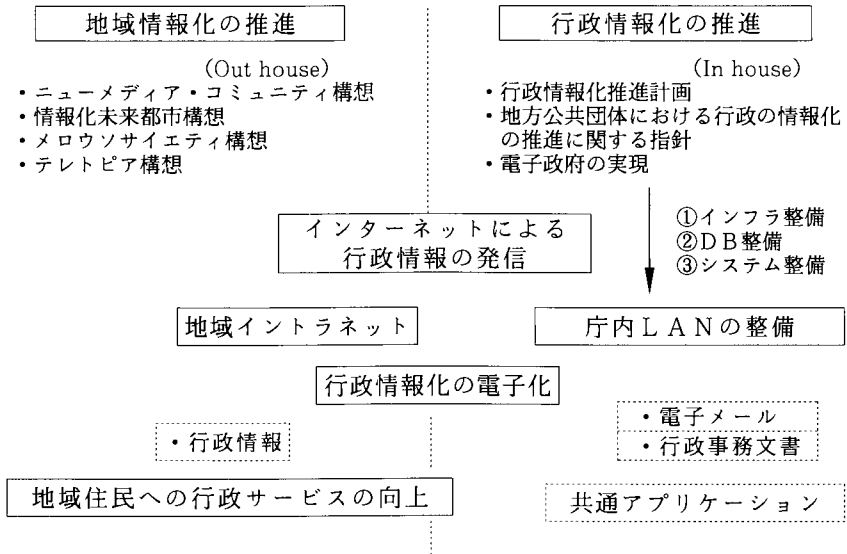 地域情報化の推進
(Out house)
・ニューメディア・コミュニティ構想
・情報化未来都市構想
・メロウソサイエティ構想
・テレトピア構想
行政情報化の推進
(In house)
・行政情報化推進計画
・地方公共団体における行政の情報化
の推進に関する指針
・電子政府の実現
①インフラ整備
②DB整備
③システム整備
インターネットによる
行政情報の発信
地域イントラネット
庁内LANの整備
行政情報化の電子化
・行政情報
・電子メール
・行政事務文書
地域住民への行政サービスの向上
共通アプリケーション